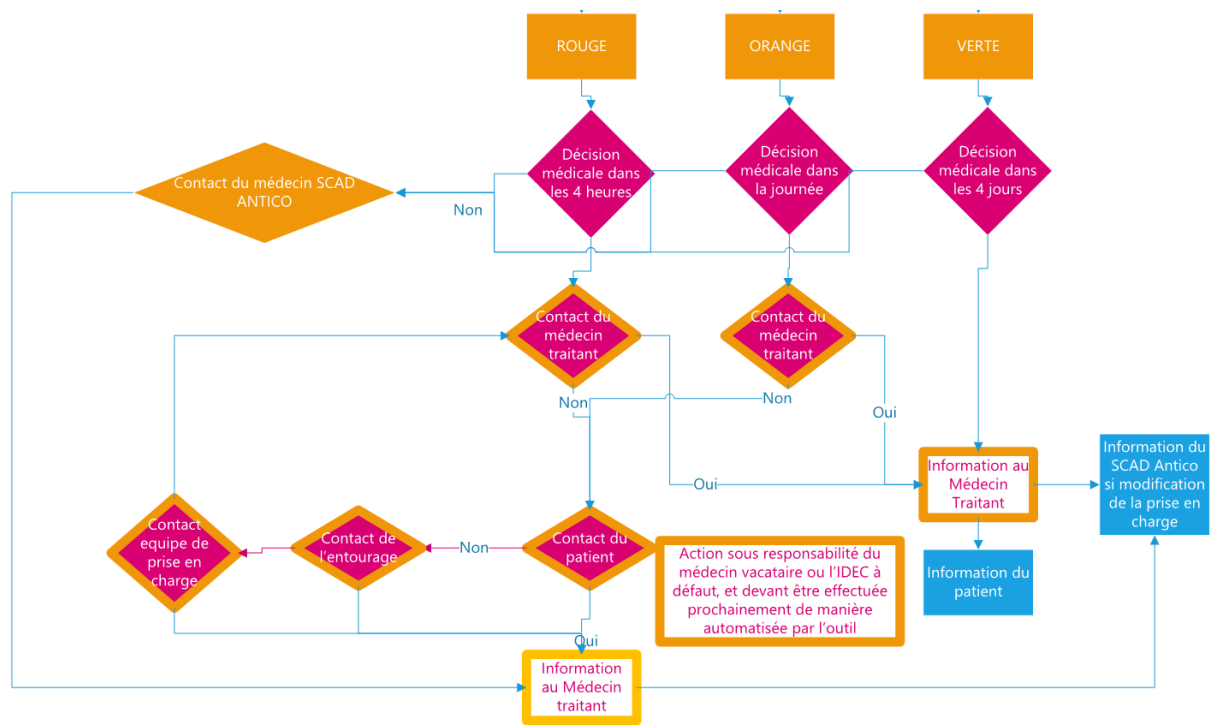 ROUGE
ORANGE
VERTE
Décision
médicale dans
les 4 heures
Décision
médicale dans
la journée
Décision
médicale dans
les 4 jours
Contact du médecin SCAD
ANTICO
Non
Contact du
médecin
traitant
Contact du
médecin
traitant
Non
Non
Oui
Information au
Médecin
Traitant
Information du
SCAD Antico
si modification
de la prise en
charge
Oui
Contact
equipe de
prise en
charge
Contact de
l'entourage
Non
Contact du
patient
Action sous responsabilité du
médecin vacataire ou l'IDEC à
défaut, et devant être effectuée
prochainement de manière
automatisée par l'outil
Information du
patient
Oui
Information
au Médecin
traitant